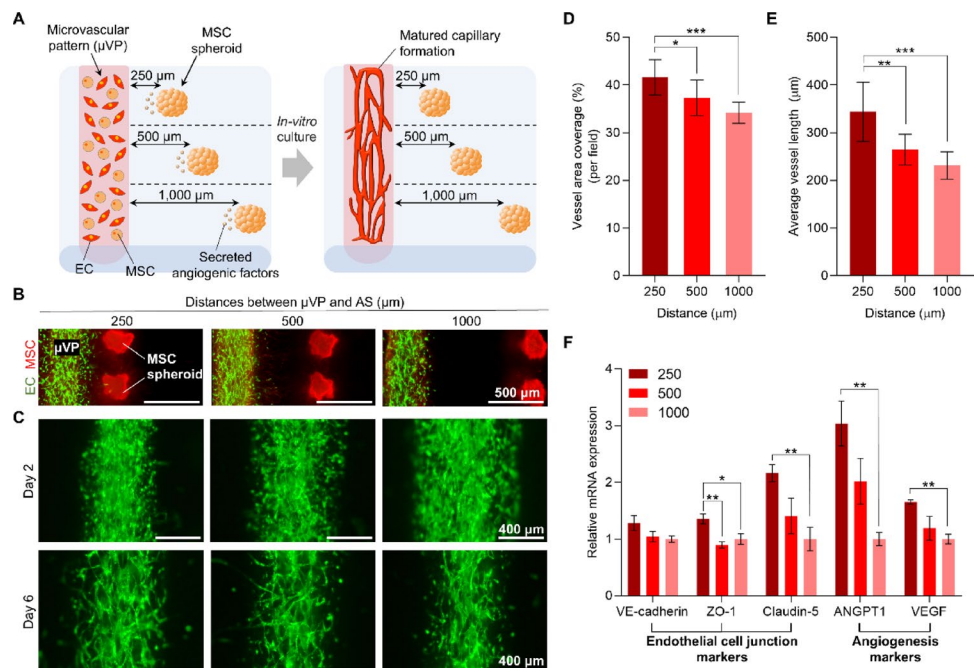 A
Microvascular
pattern (μVP)
MSC
spheroid
250 μm
500 μm
1,000 μm
EC
MSC
Secreted
angiogenic factors
In-vitro
culture
Matured capillary
formation
250 μm
500 μm
1,000 μm
B
Distances between μVP and AS (μm)
250
500
1000
EC MSC
μVP
MSC
spheroid
500 μm
C
Day 2
400 μm
Day 6
400 μm
D
Vessel area coverage (%)
(per field)
50
40
30
20
10
0
*
***
250
500
1000
Distance (μm)
E
Average vessel length (μm)
500
400
300
200
100
0
**
***
250
500
1000
Distance (μm)
F
Relative mRNA expression
4
3
2
1
0
250
500
1000
**
*
**
**
**
VE-cadherin
ZO-1
Claudin-5
ANGPT1
VEGF
Endothelial cell junction
markers
Angiogenesis
markers